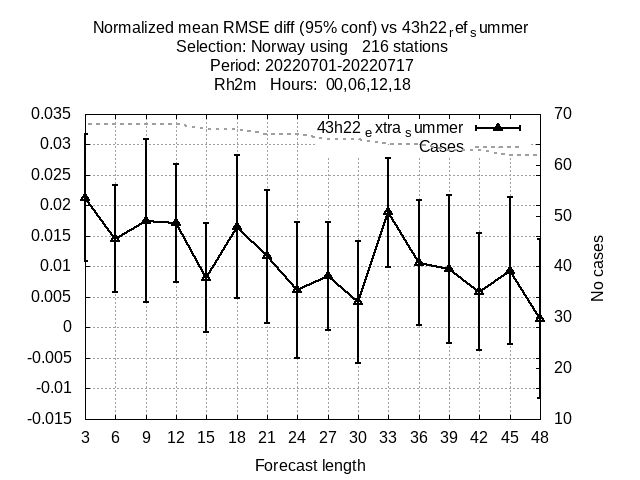 Normalized mean RMSE diff (95% conf) vs 43h22refsummer
Selection: Norway using 216 stations
Period: 20220701-20220717
Rh2m Hours: 00,06,12,18
43h22extrasummer
Cases
0.035
0.03
0.025
0.02
0.015
0.01
0.005
0
-0.005
-0.01
-0.015
70
60
50
40
30
20
10
No cases
3 6 9 12 15 18 21 24 27 30 33 36 39 42 45 48
Forecast length